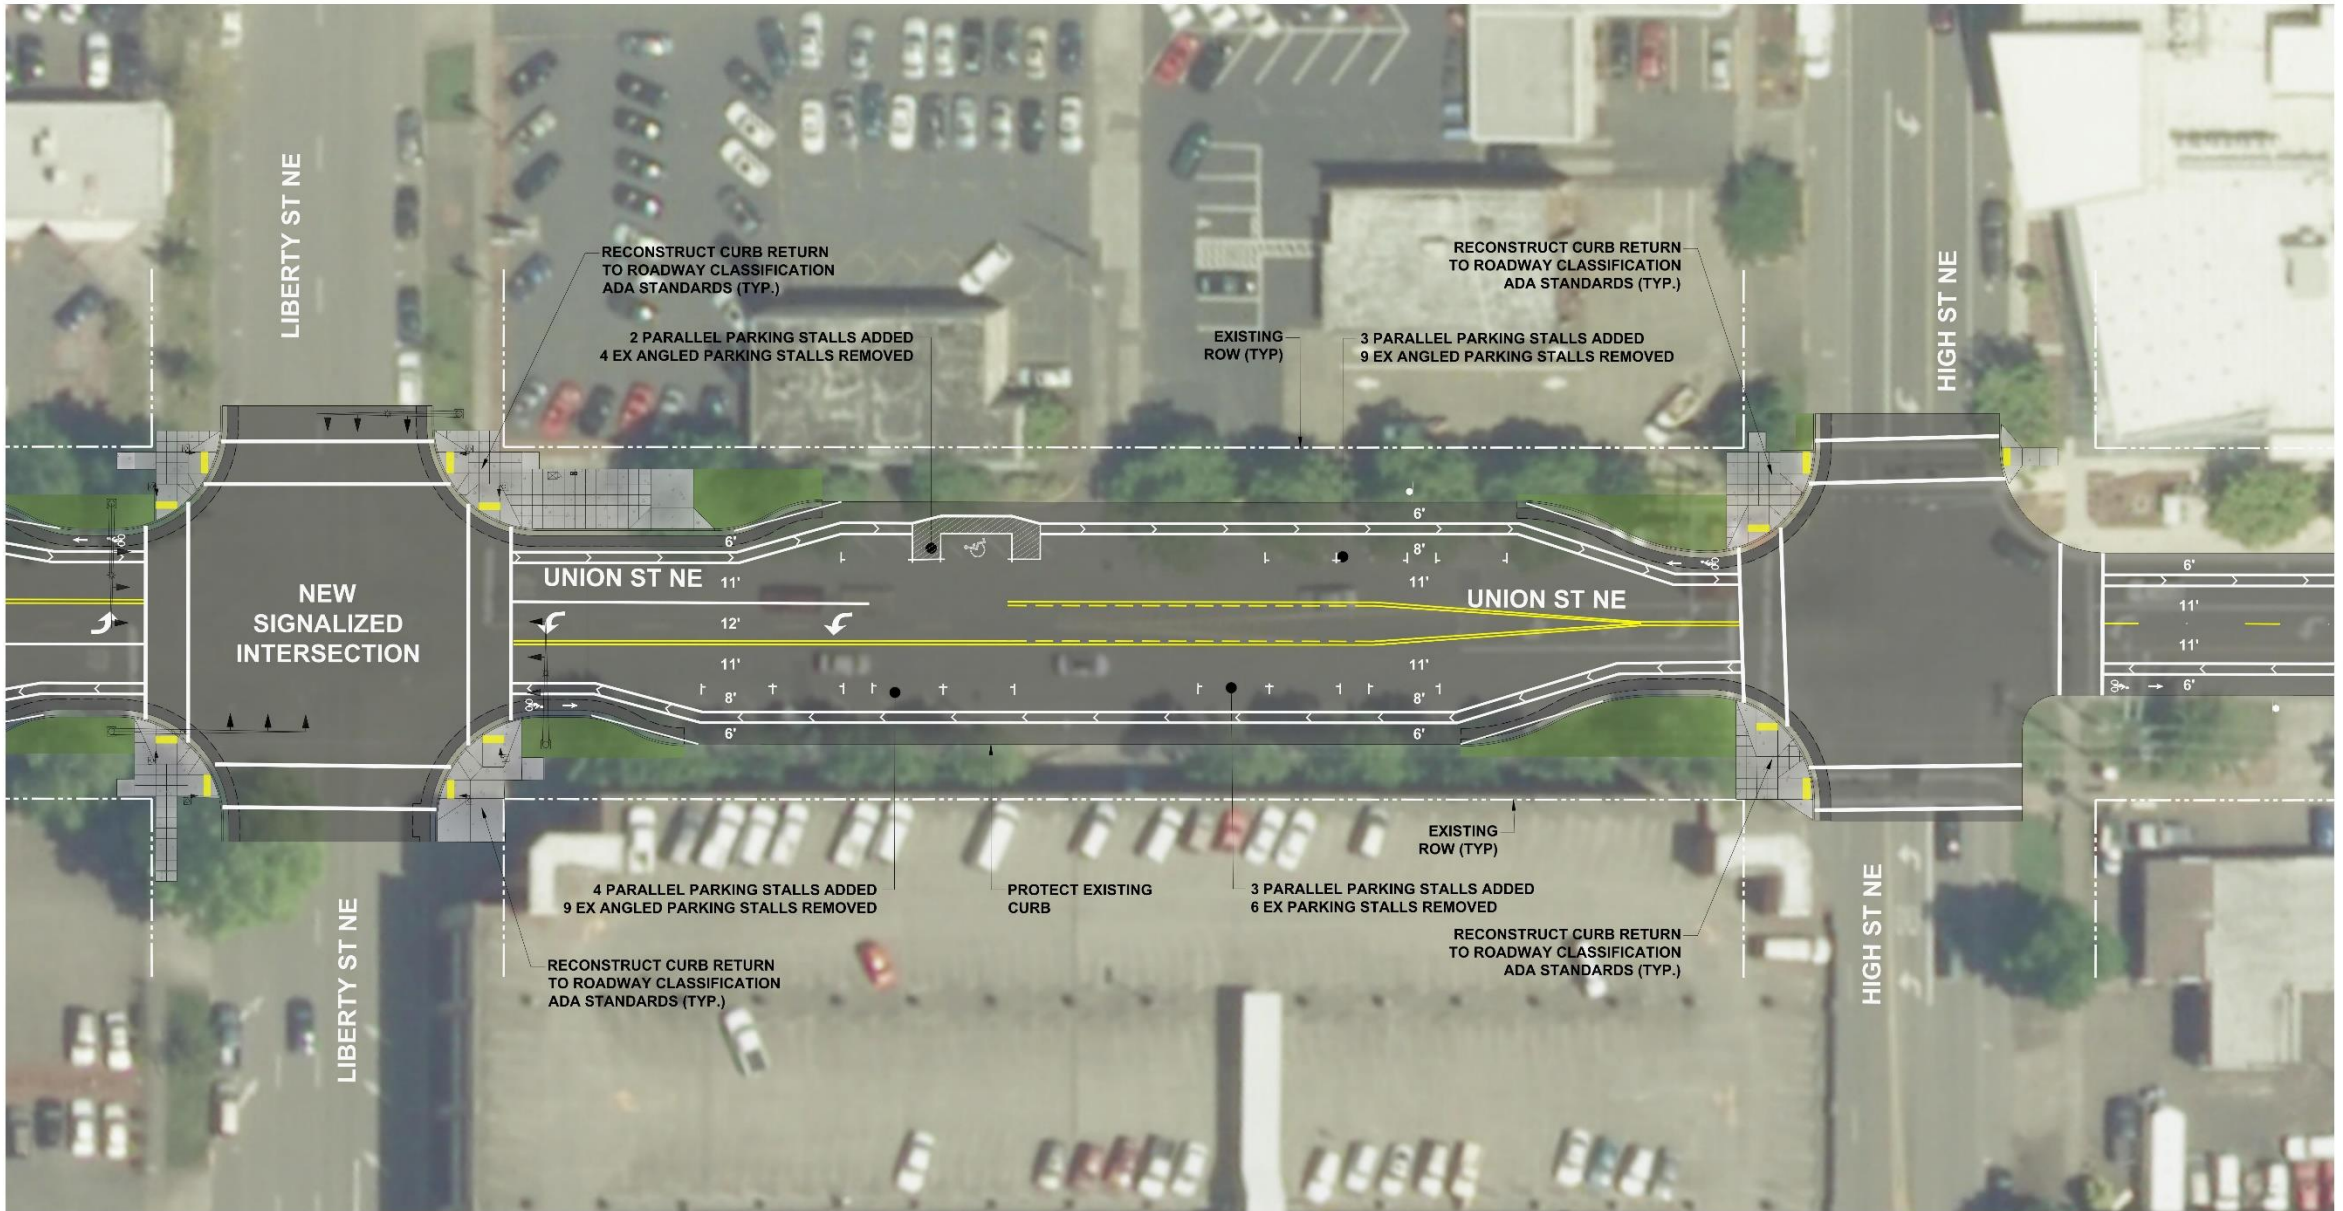 LIBERTY ST NE
HIGH ST NE
RECONSTRUCT CURB RETURN
TO ROADWAY CLASSIFICATION
ADA STANDARDS (TYP.)
RECONSTRUCT CURB RETURN
TO ROADWAY CLASSIFICATION
ADA STANDARDS (TYP.)
2 PARALLEL PARKING STALLS ADDED
4 EX ANGLED PARKING STALLS REMOVED
EXISTING
ROW (TYP)
3 PARALLEL PARKING STALLS ADDED
9 EX ANGLED PARKING STALLS REMOVED
6'
6'
8'
11'
6'
11'
12'
11'
8'
6'
8'
6'
6'
11'
11'
6'
UNION ST NE
UNION ST NE
NEW
SIGNALIZED
INTERSECTION
EXISTING
ROW (TYP)
4 PARALLEL PARKING STALLS ADDED
9 EX ANGLED PARKING STALLS REMOVED
PROTECT EXISTING
CURB
3 PARALLEL PARKING STALLS ADDED
6 EX PARKING STALLS REMOVED
RECONSTRUCT CURB RETURN
TO ROADWAY CLASSIFICATION
ADA STANDARDS (TYP.)
RECONSTRUCT CURB RETURN
TO ROADWAY CLASSIFICATION
ADA STANDARDS (TYP.)
LIBERTY ST NE
HIGH ST NE